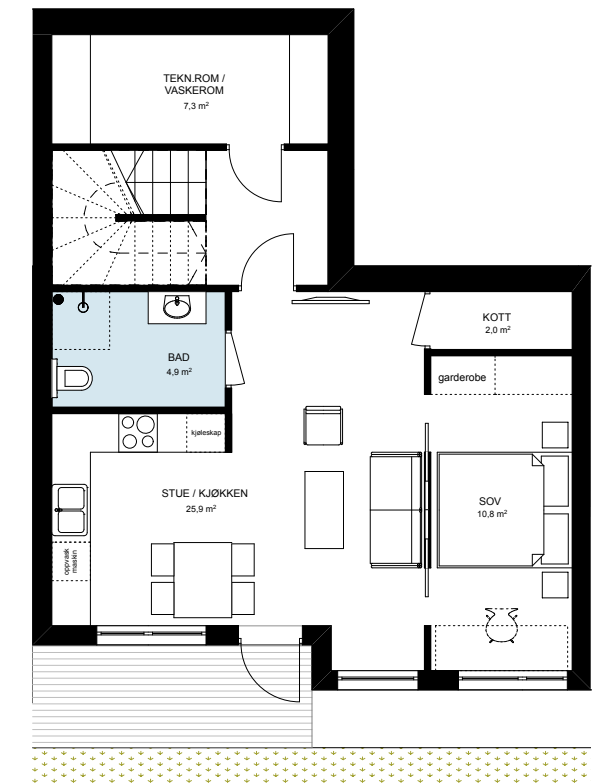 TEKN.ROM /
VASKEROM
7,3 m²
KOTT
2,0 m²
BAD
4,9 m²
garderobe
kjøleskap
STUE / KJØKKEN
25,9 m²
SOV
10,8 m²
oppvask
maskin